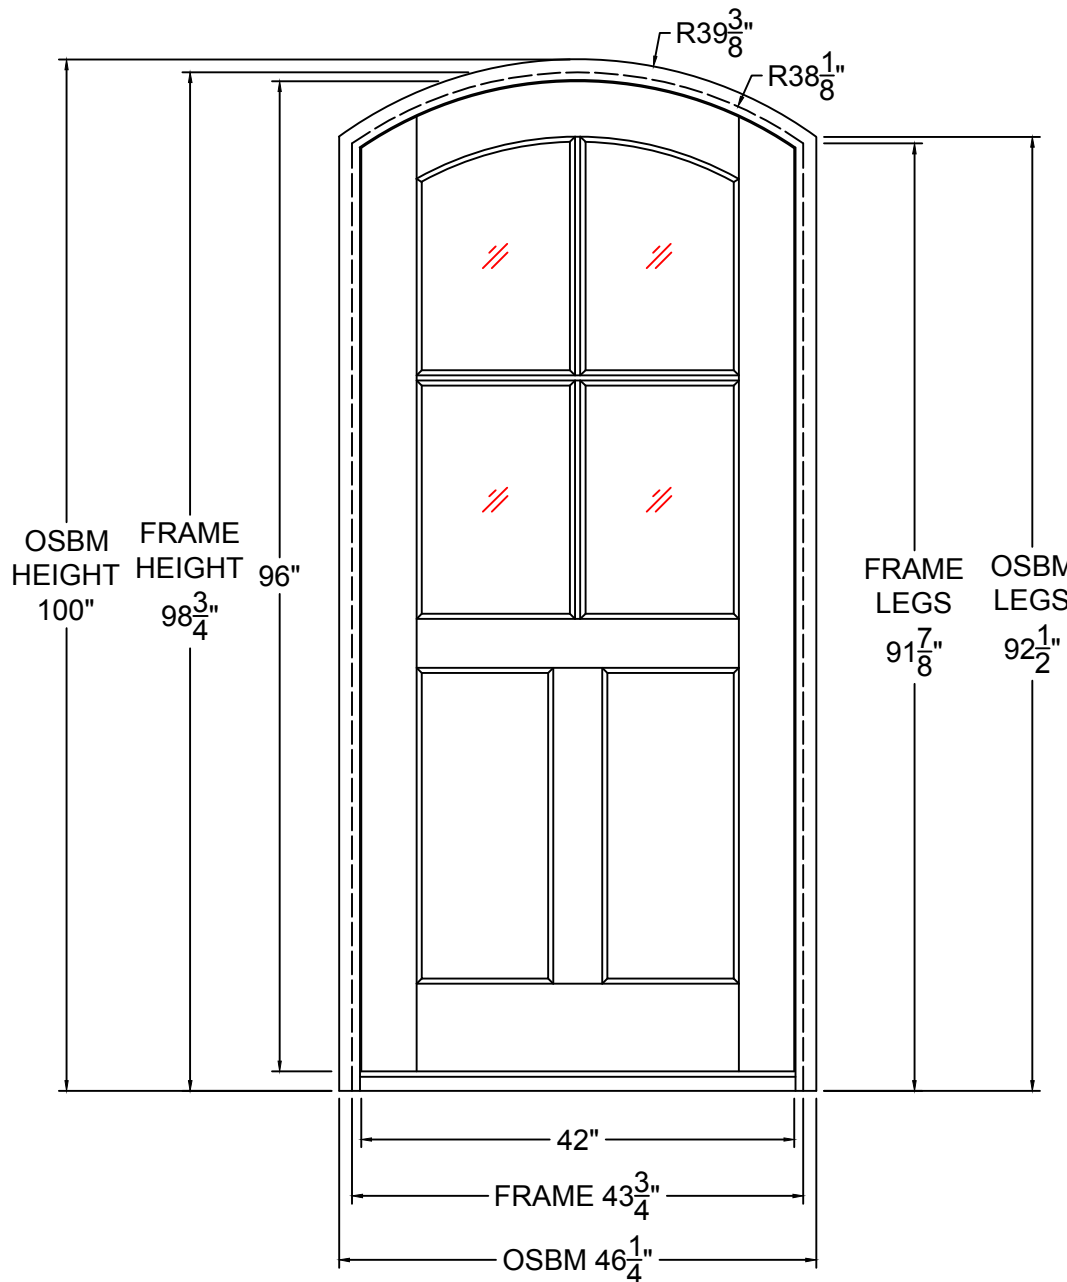 R39 3/8"
R38 1/8"
OSBM
HEIGHT
100"
FRAME
HEIGHT
98 3/4"
96"
FRAME
LEGS
91 7/8"
OSBM
LEGS
92 1/2"
42"
FRAME 43 3/4"
OSBM 46 1/4"